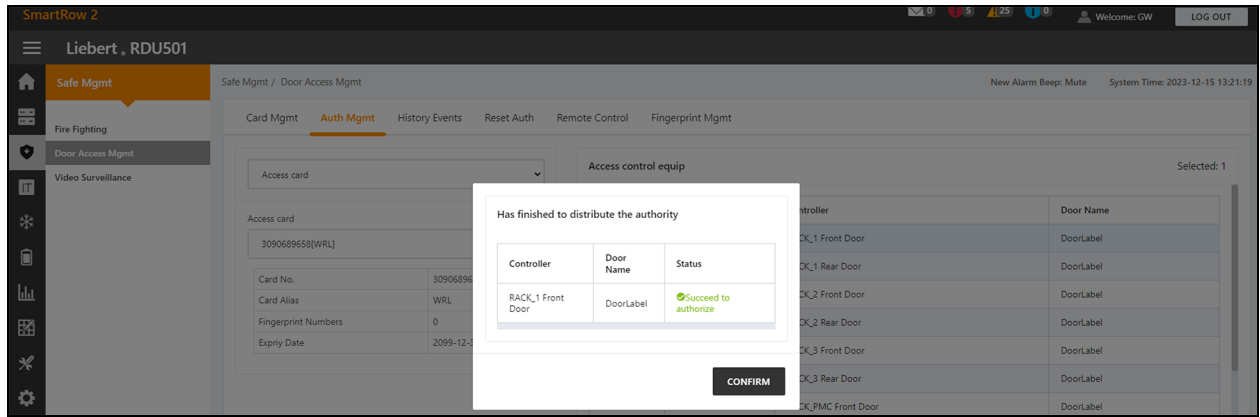 SmartRow 2
0 5 25 0 Welcome: GW LOG OUT
Liebert® RDU501
Safe Mgmt
Safe Mgmt / Door Access Mgmt
New Alarm Beep: Mute System Time: 2023-12-15 13:21:19
Fire Fighting
Door Access Mgmt
Video Surveillance
Card Mgmt Auth Mgmt History Events Reset Auth Remote Control Fingerprint Mgmt
Access card
Access card
3090689658[WRL]
Card No. 30906896
Card Alias WRL
Fingerprint Numbers 0
Expriy Date 2099-12-3
Access control equip Selected: 1
ntroller Door Name
CK_1 Front Door DoorLabel
CK_1 Rear Door DoorLabel
CK_2 Front Door DoorLabel
CK_2 Rear Door DoorLabel
CK_3 Front Door DoorLabel
CK_3 Rear Door DoorLabel
CK_PMC Front Door DoorLabel
Has finished to distribute the authority
Controller Door Name Status
RACK_1 Front Door DoorLabel Succeed to authorize
CONFIRM
IT